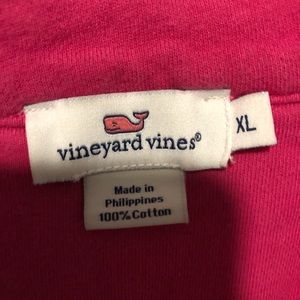 vineyard vines®
XL
Made in
Philippines
100% Cotton